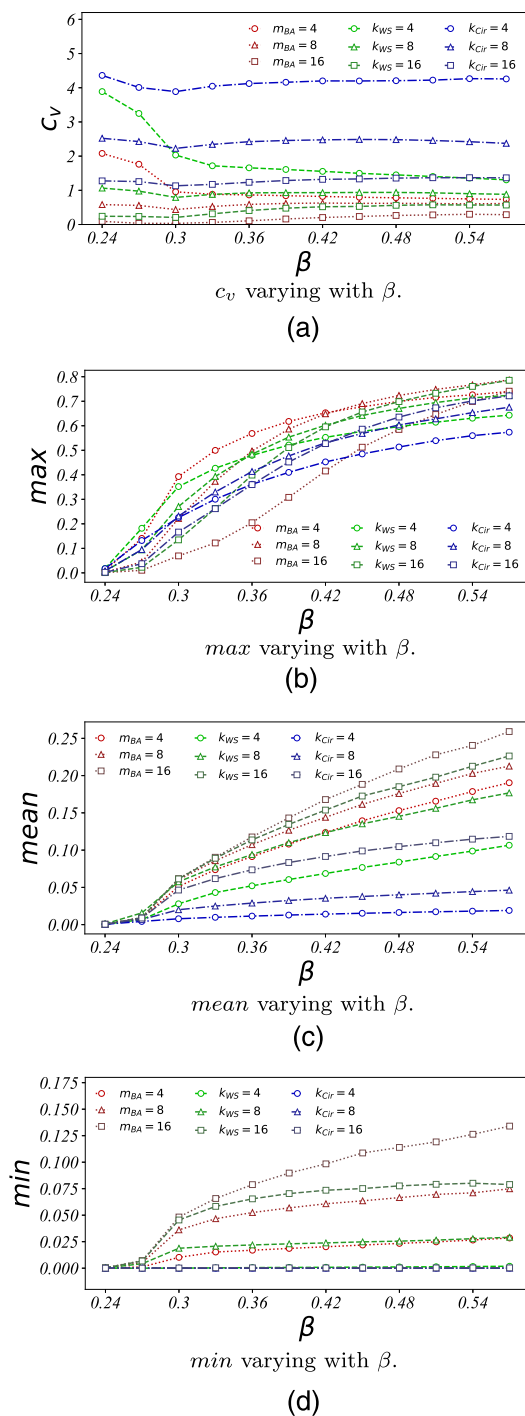 6
5
4
3
2
1
0
c_v
m_BA = 4 k_WS = 4 k_Cir = 4
m_BA = 8 k_WS = 8 k_Cir = 8
m_BA = 16 k_WS = 16 k_Cir = 16
0.24 0.3 0.36 0.42 0.48 0.54
β
c_v varying with β.
(a)
0.8
0.7
0.6
0.5
0.4
0.3
0.2
0.1
0.0
max
m_BA = 4 k_WS = 4 k_Cir = 4
m_BA = 8 k_WS = 8 k_Cir = 8
m_BA = 16 k_WS = 16 k_Cir = 16
0.24 0.3 0.36 0.42 0.48 0.54
β
max varying with β.
(b)
0.25
0.20
0.15
0.10
0.05
0.00
mean
m_BA = 4 k_WS = 4 k_Cir = 4
m_BA = 8 k_WS = 8 k_Cir = 8
m_BA = 16 k_WS = 16 k_Cir = 16
0.24 0.3 0.36 0.42 0.48 0.54
β
mean varying with β.
(c)
0.175
0.150
0.125
0.100
0.075
0.050
0.025
0.000
min
m_BA = 4 k_WS = 4 k_Cir = 4
m_BA = 8 k_WS = 8 k_Cir = 8
m_BA = 16 k_WS = 16 k_Cir = 16
0.24 0.3 0.36 0.42 0.48 0.54
β
min varying with β.
(d)